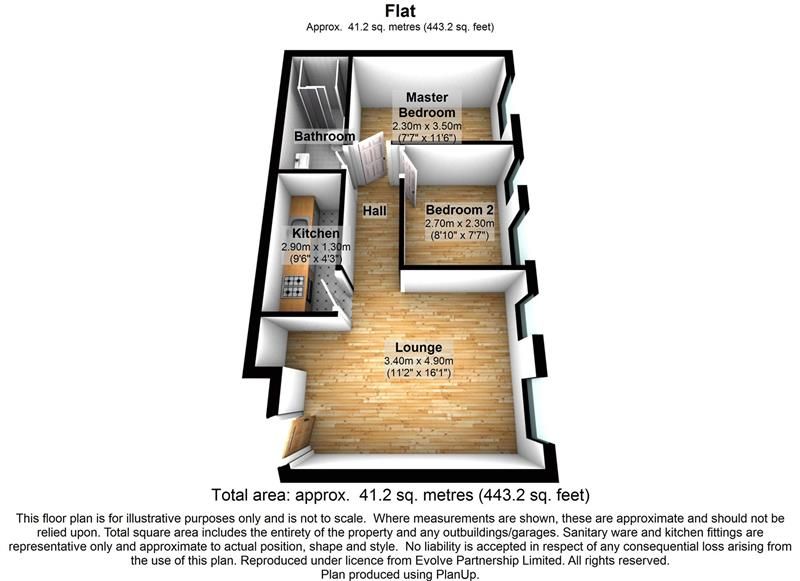 Flat
Approx. 41.2 sq. metres (443.2 sq. feet)
Master
Bedroom
2.30m x 3.50m
(7'7" x 11'6")
Bathroom
Hall
Bedroom 2
2.70m x 2.30m
(8'10" x 7'7")
Kitchen
2.90m x 1.30m
(9'6" x 4'3")
Lounge
3.40m x 4.90m
(11'2" x 16'1")
Total area: approx. 41.2 sq. metres (443.2 sq. feet)
This floor plan is for illustrative purposes only and is not to scale. Where measurements are shown, these are approximate and should not be
relied upon. Total square area includes the entirety of the property and any outbuildings/garages. Sanitary ware and kitchen fittings are
representative only and approximate to actual position, shape and style. No liability is accepted in respect of any consequential loss arising from
the use of this plan. Reproduced under licence from Evolve Partnership Limited. All rights reserved.
Plan produced using PlanUp.